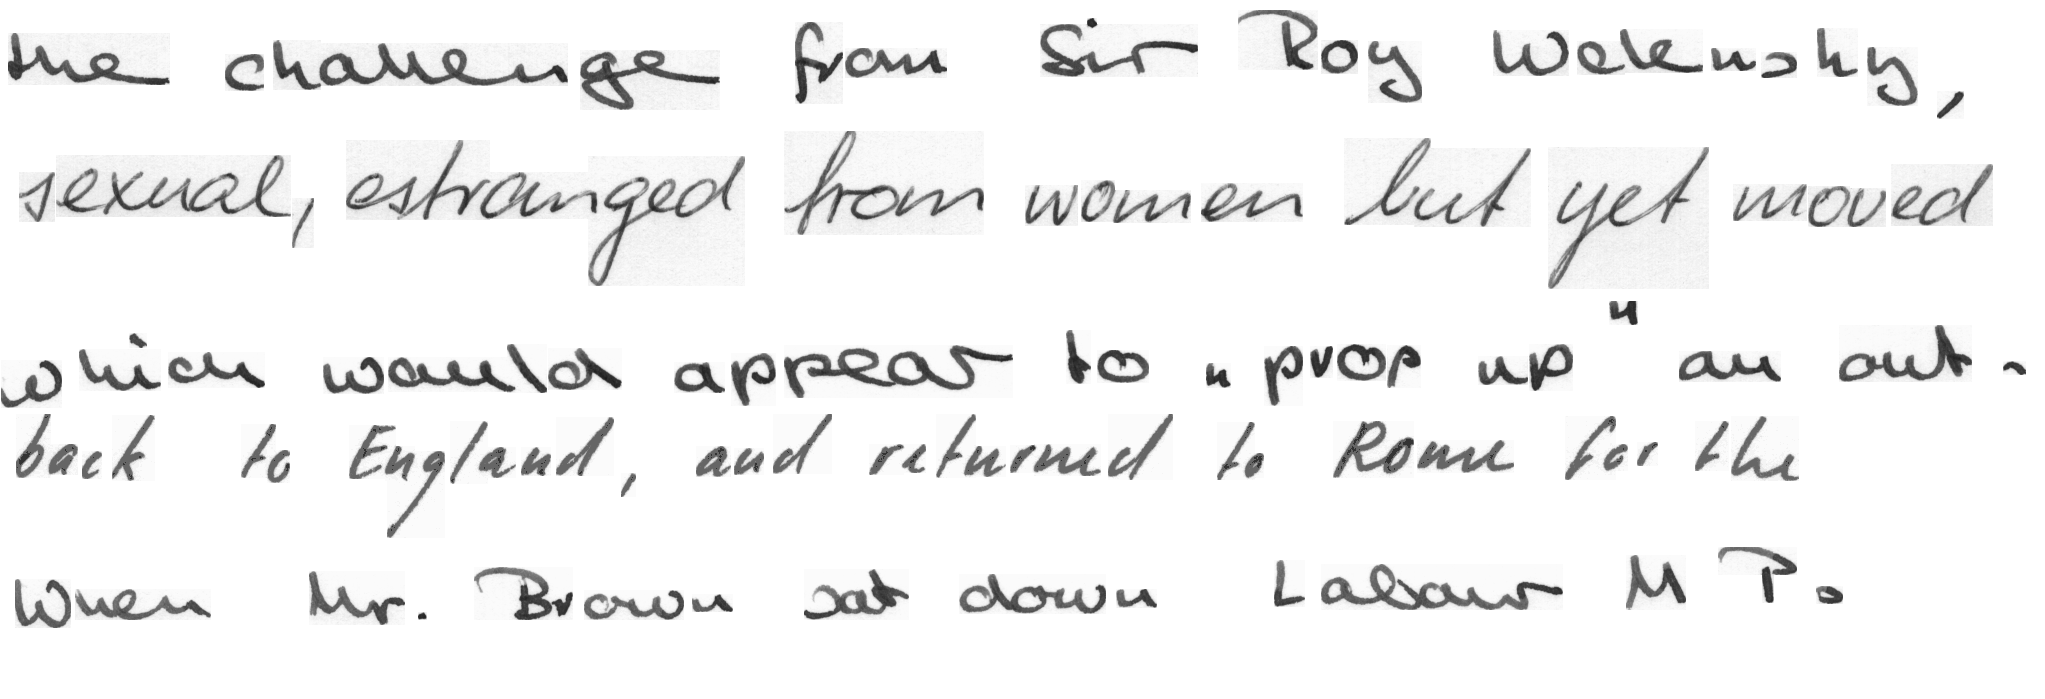 the challenge from Sir Roy Welensky,
sexual, estranged from women but yet moved
which would appear to "prop up" an out-
back to England, and returned to Rome for the
When Mr. Brown sat down Labour M Ps